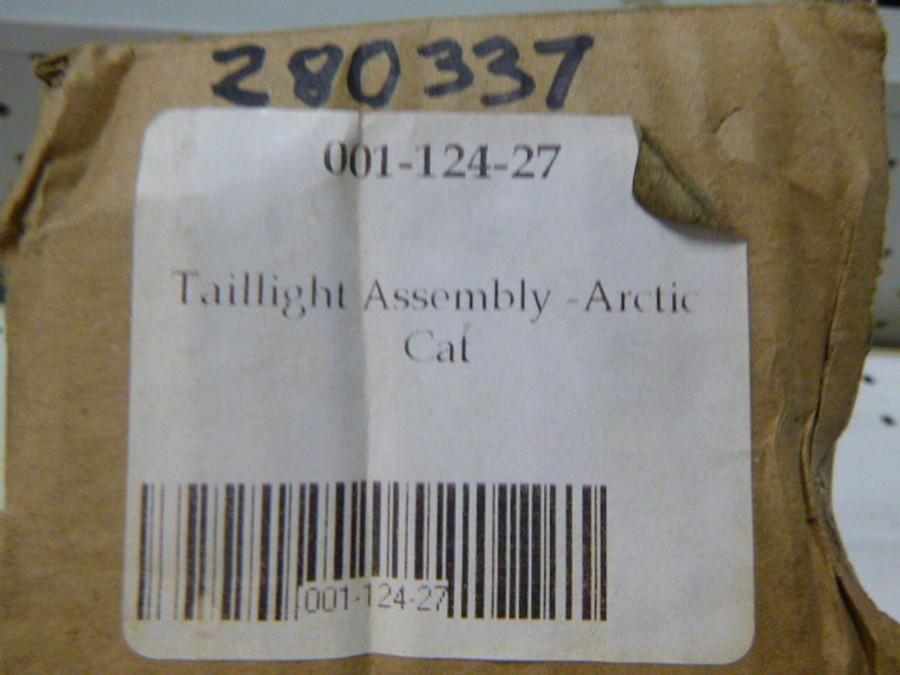 280337
001-124-27
Taillight Assembly -Arctic
Cat
001-124-27